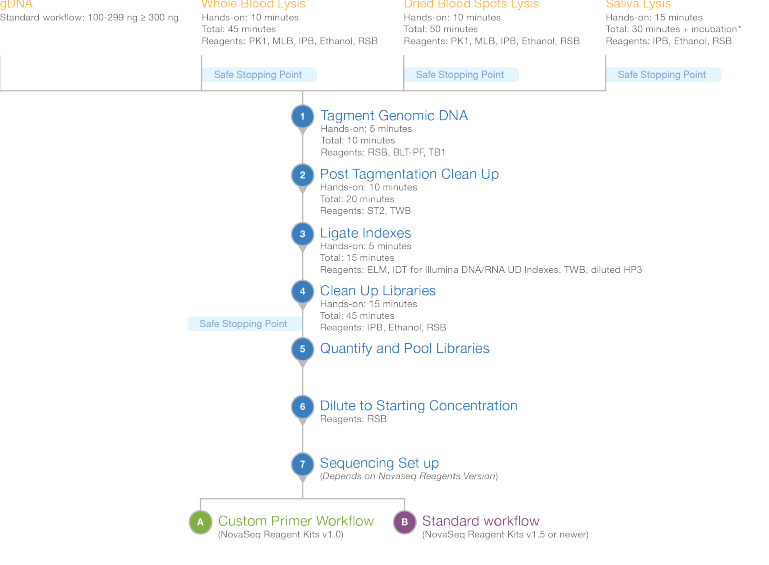 gDNA
Standard workflow: 100-299 ng ≥ 300 ng
Whole Blood Lysis
Hands-on: 10 minutes
Total: 45 minutes
Reagents: PK1, MLB, IPB, Ethanol, RSB
Safe Stopping Point
Dried Blood Spots Lysis
Hands-on: 10 minutes
Total: 50 minutes
Reagents: PK1, MLB, IPB, Ethanol, RSB
Safe Stopping Point
Saliva Lysis
Hands-on: 15 minutes
Total: 30 minutes + incubation*
Reagents: IPB, Ethanol, RSB
Safe Stopping Point
1 Tagment Genomic DNA
Hands-on: 5 minutes
Total: 10 minutes
Reagents: RSB, BLT-PF, TB1
2 Post Tagmentation Clean Up
Hands-on: 10 minutes
Total: 20 minutes
Reagents: ST2, TWB
3 Ligate Indexes
Hands-on: 5 minutes
Total: 15 minutes
Reagents: ELM, IDT for Illumina DNA/RNA UD Indexes, TWB, diluted HP3
4 Clean Up Libraries
Hands-on: 15 minutes
Total: 45 minutes
Reagents: IPB, Ethanol, RSB
Safe Stopping Point
5 Quantify and Pool Libraries
6 Dilute to Starting Concentration
Reagents: RSB
7 Sequencing Set up
(Depends on Novaseq Reagents Version)
A Custom Primer Workflow
(NovaSeq Reagent Kits v1.0)
B Standard workflow
(NovaSeq Reagent Kits v1.5 or newer)